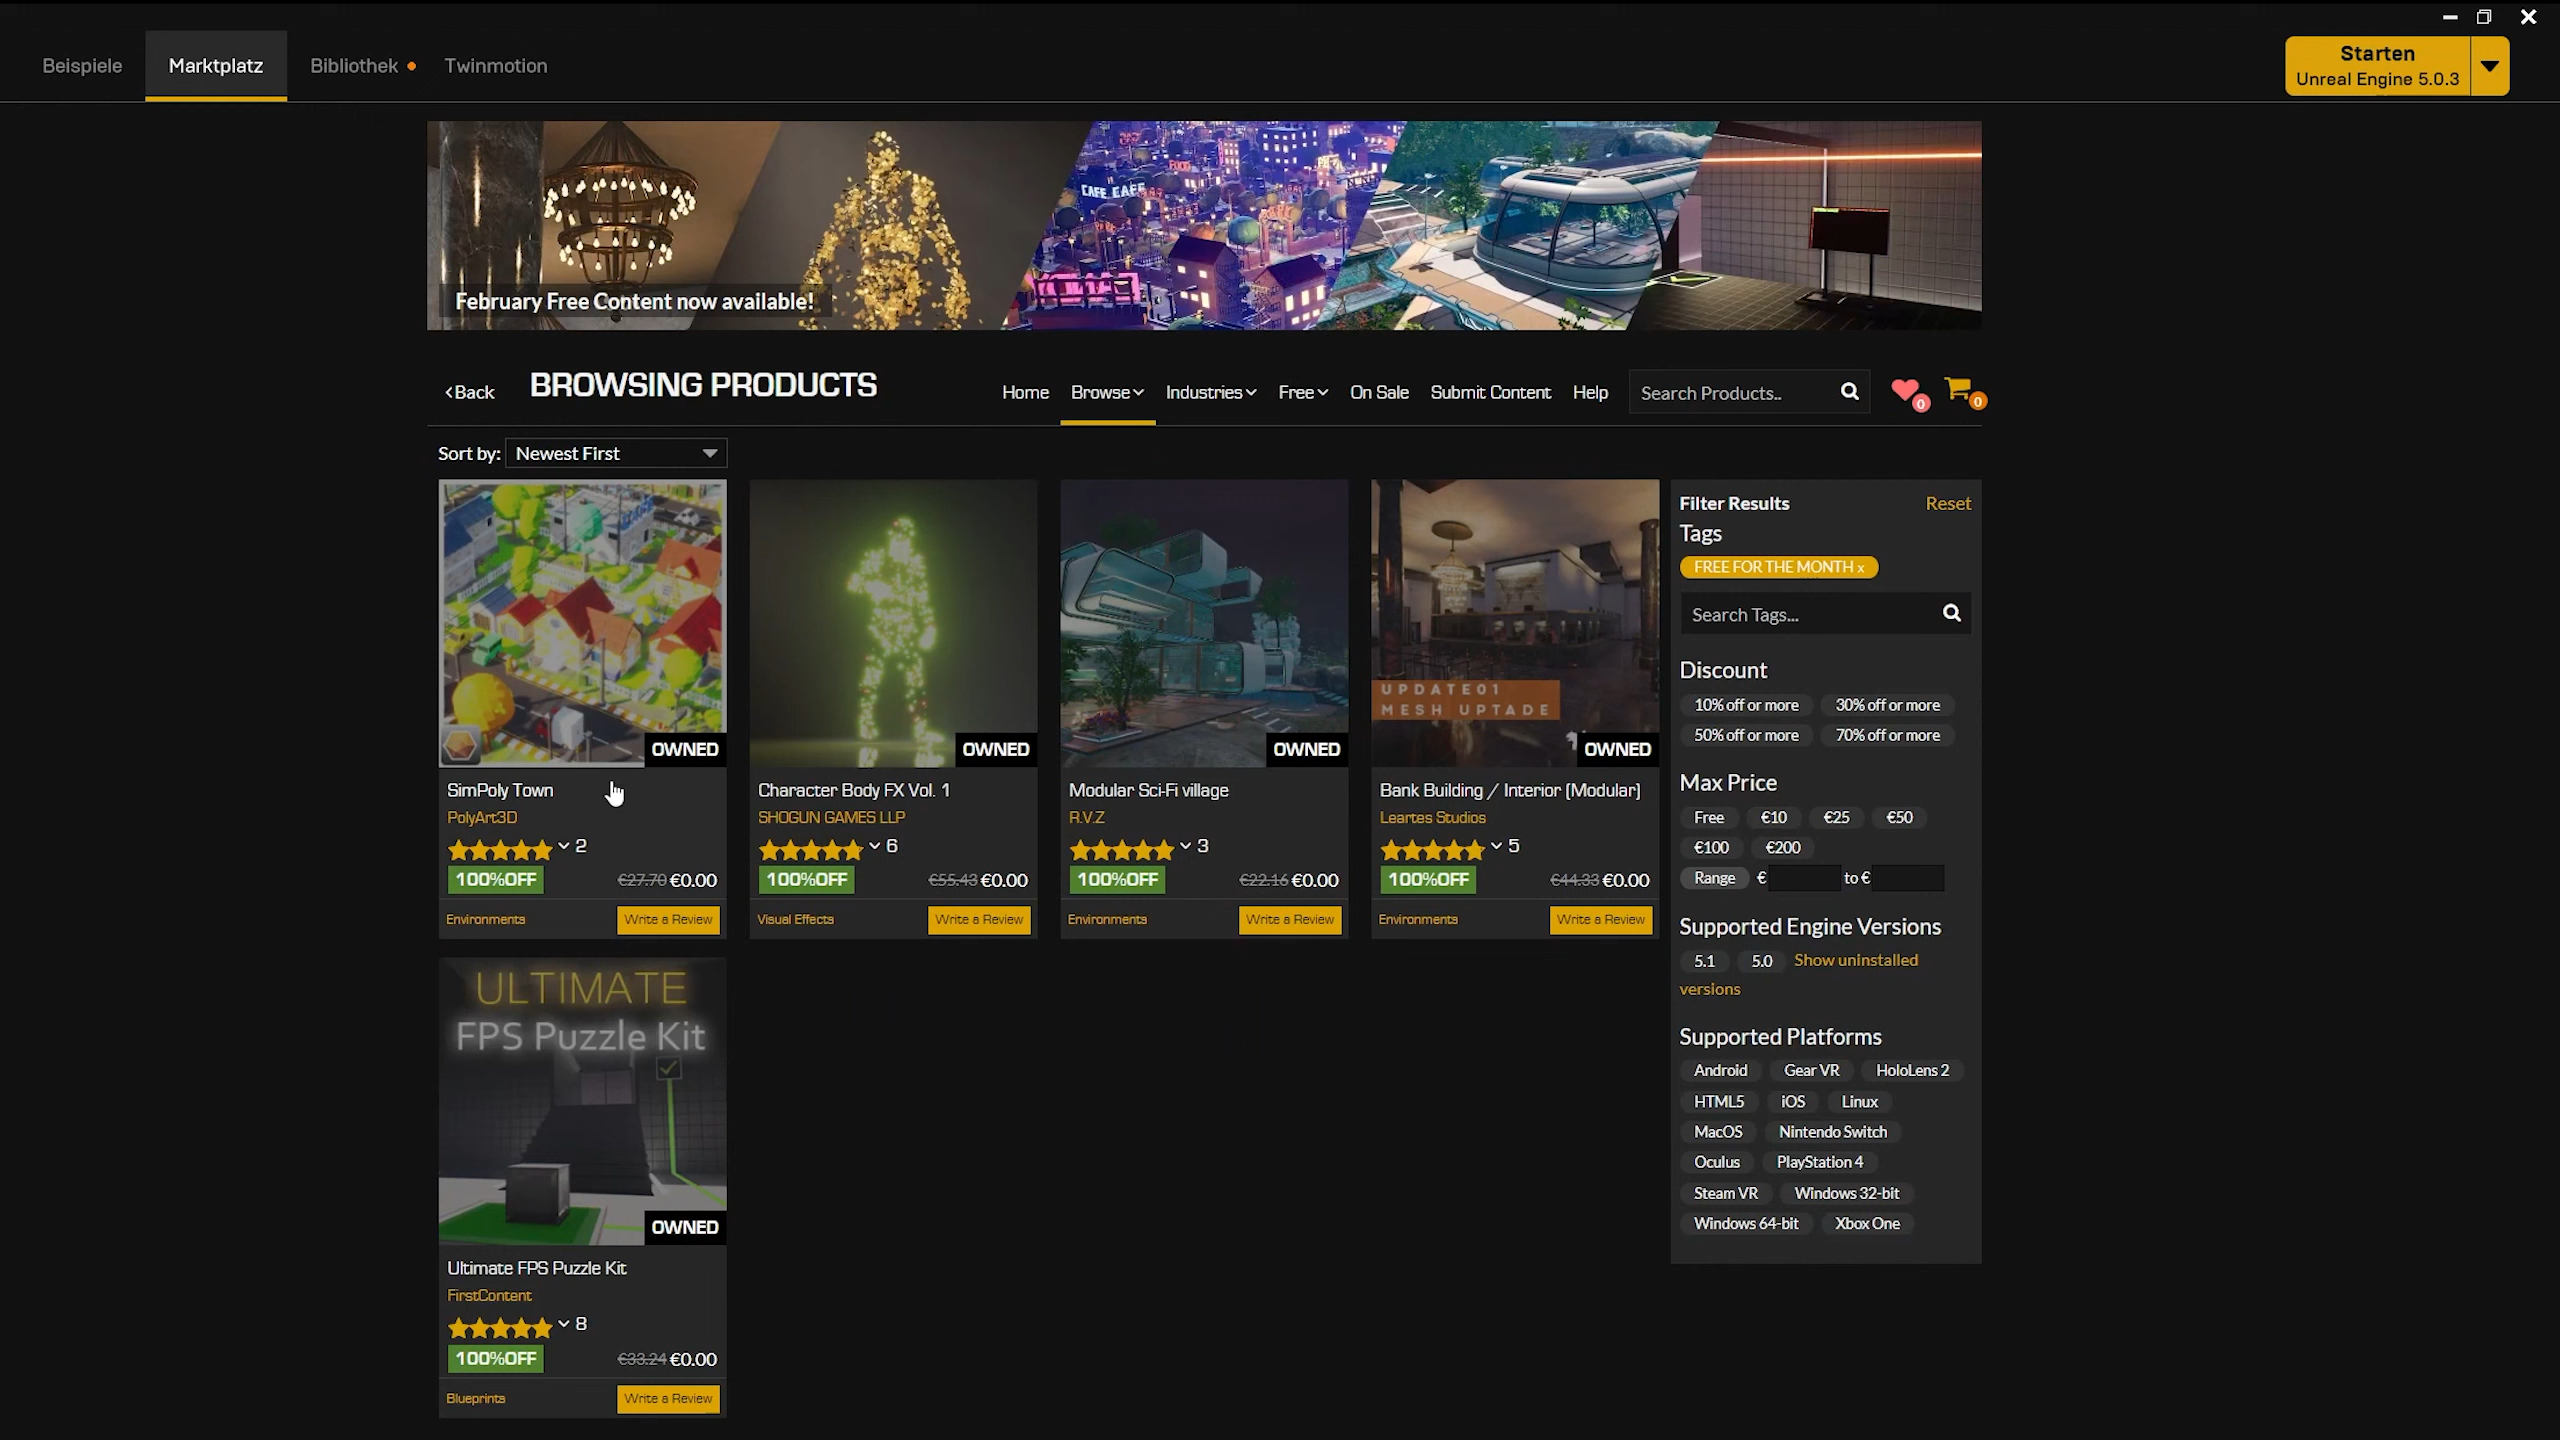 Beispiele
Marktplatz
Bibliothek
Twinmotion
Starten
Unreal Engine 5.0.3
CAFE CAFE
FOOD
February Free Content now available!
Back
BROWSING PRODUCTS
Home
Browse
Industries
Free
On Sale
Submit Content
Help
Search Products..
0
0
Sort by:
Newest First
OWNED
SimPoly Town
PolyArt3D
2
100%OFF
€27.70 €0.00
Environments
Write a Review
OWNED
Character Body FX Vol. 1
SHOGUN GAMES LLP
6
100%OFF
€55.43 €0.00
Visual Effects
Write a Review
OWNED
Modular Sci-Fi village
R.V.Z
3
100%OFF
€22.16 €0.00
Environments
Write a Review
UPDATE01
MESH UPTADE
OWNED
Bank Building / Interior (Modular)
Leartes Studios
5
100%OFF
€44.33 €0.00
Environments
Write a Review
ULTIMATE
FPS Puzzle Kit
OWNED
Ultimate FPS Puzzle Kit
FirstContent
8
100%OFF
€33.24 €0.00
Blueprints
Write a Review
Filter Results
Reset
Tags
FREE FOR THE MONTH x
Search Tags...
Discount
10% off or more
30% off or more
50% off or more
70% off or more
Max Price
Free
€10
€25
€50
€100
€200
Range
€
to €
Supported Engine Versions
5.1
5.0
Show uninstalled
versions
Supported Platforms
Android
Gear VR
HoloLens 2
HTML5
iOS
Linux
MacOS
Nintendo Switch
Oculus
PlayStation 4
Steam VR
Windows 32-bit
Windows 64-bit
Xbox One